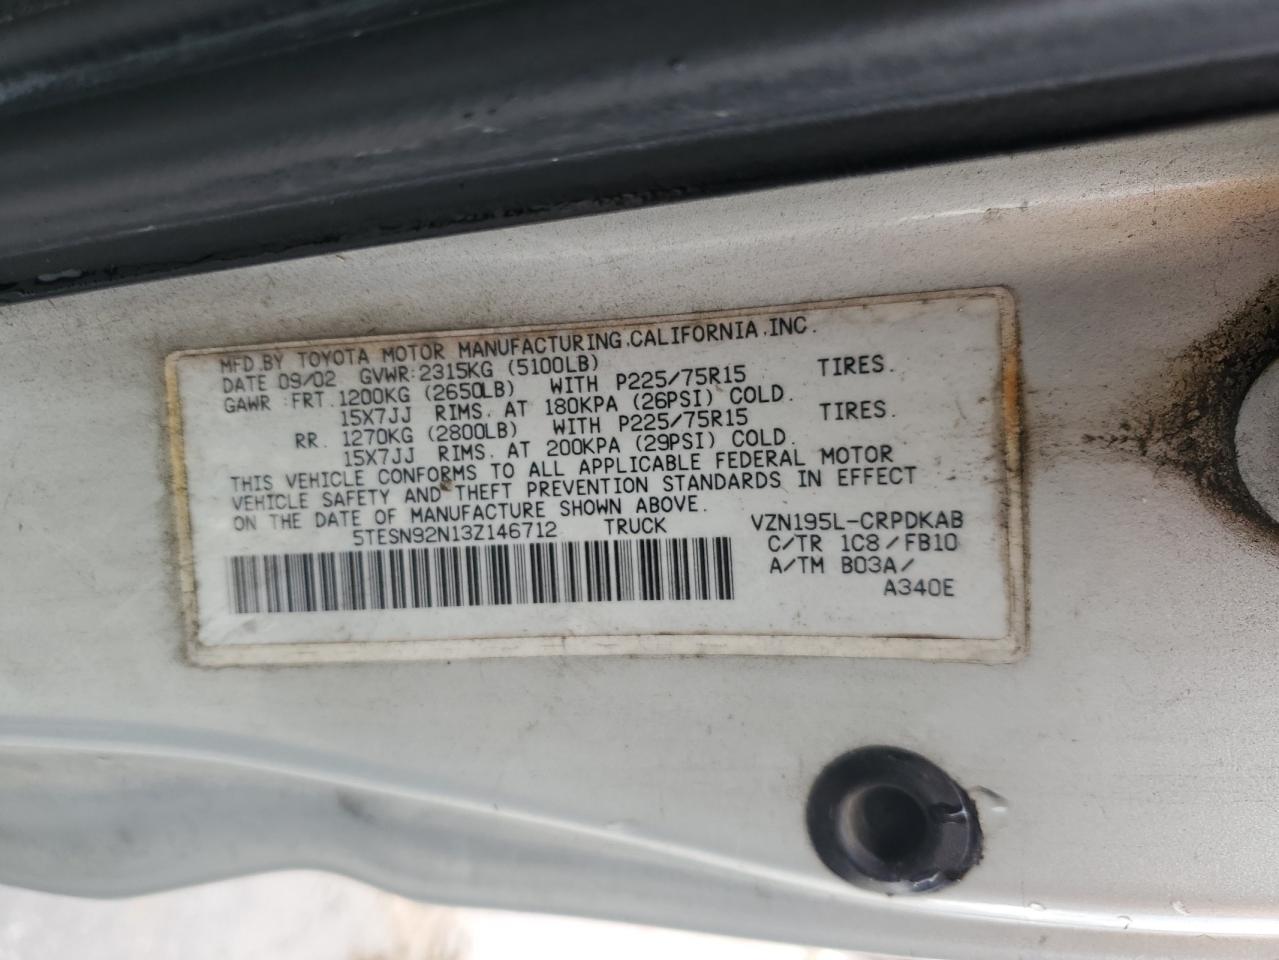 MFD.BY TOYOTA MOTOR MANUFACTURING.CALIFORNIA.INC.
DATE 09/02 GVWR:2315KG (5100LB)
GAWR FRT. 1200KG (2650LB) WITH P225/75R15 TIRES.
15X7JJ RIMS. AT 180KPA (26PSI) COLD.
RR. 1270KG (2800LB) WITH P225/75R15 TIRES.
15X7JJ RIMS. AT 200KPA (29PSI) COLD.
THIS VEHICLE CONFORMS TO ALL APPLICABLE FEDERAL MOTOR
VEHICLE SAFETY AND THEFT PREVENTION STANDARDS IN EFFECT
ON THE DATE OF MANUFACTURE SHOWN ABOVE.
5TESN92N13Z146712 TRUCK VZN195L-CRPDKAB
C/TR 1C8/FB10
A/TM B03A/
A340E